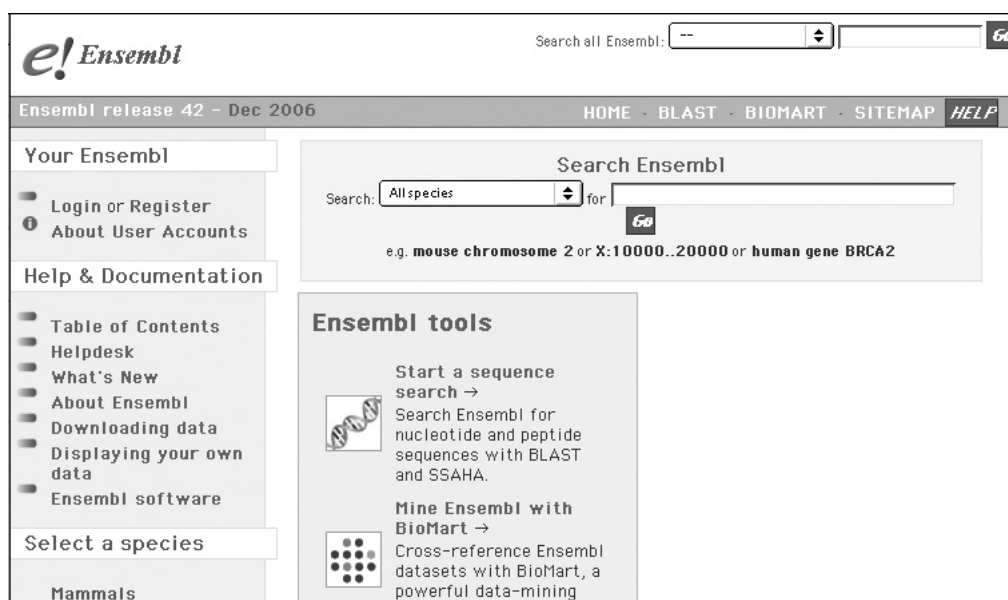 e! Ensembl
Search all Ensembl: -- Go
Ensembl release 42 - Dec 2006
HOME · BLAST · BIOMART · SITEMAP HELP
Your Ensembl
Login or Register
About User Accounts
Help & Documentation
Table of Contents
Helpdesk
What's New
About Ensembl
Downloading data
Displaying your own
data
Ensembl software
Select a species
Mammals
Search Ensembl
Search: All species for
Go
e.g. mouse chromosome 2 or X:10000..20000 or human gene BRCA2
Ensembl tools
Start a sequence
search →
Search Ensembl for
nucleotide and peptide
sequences with BLAST
and SSAHA.
Mine Ensembl with
BioMart →
Cross-reference Ensembl
datasets with BioMart, a
powerful data-mining